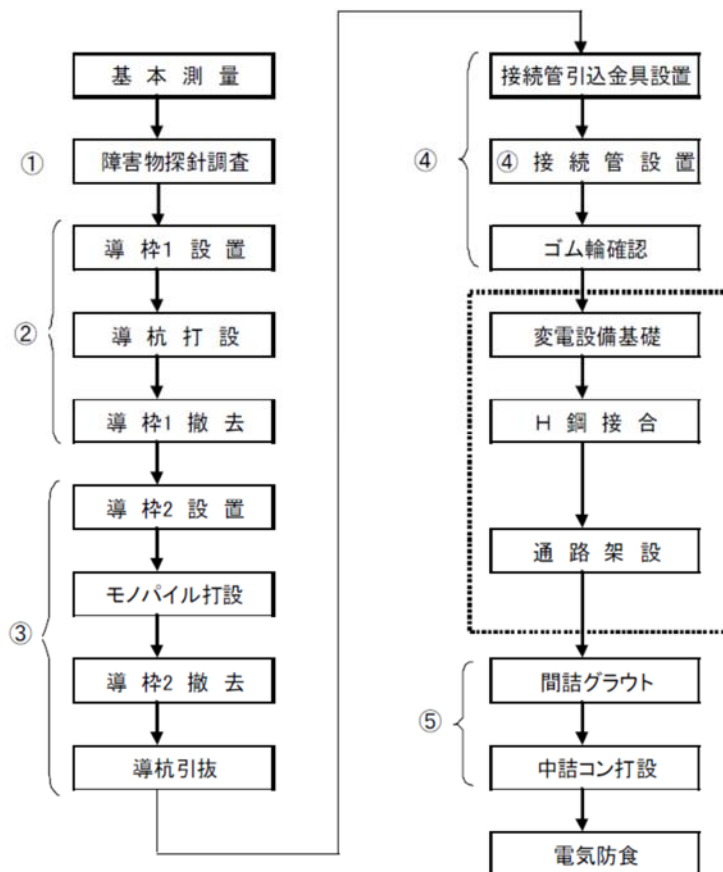 基本測量
① 障害物探針調査
導枠1設置
② 導杭打設
導枠1撤去
導枠2設置
モノパイル打設
③
導枠2撤去
導杭引抜
接続管引込金具設置
④ ④接続管設置
ゴム輪確認
変電設備基礎
H鋼接合
通路架設
間詰グラウト
⑤
中詰コン打設
電気防食